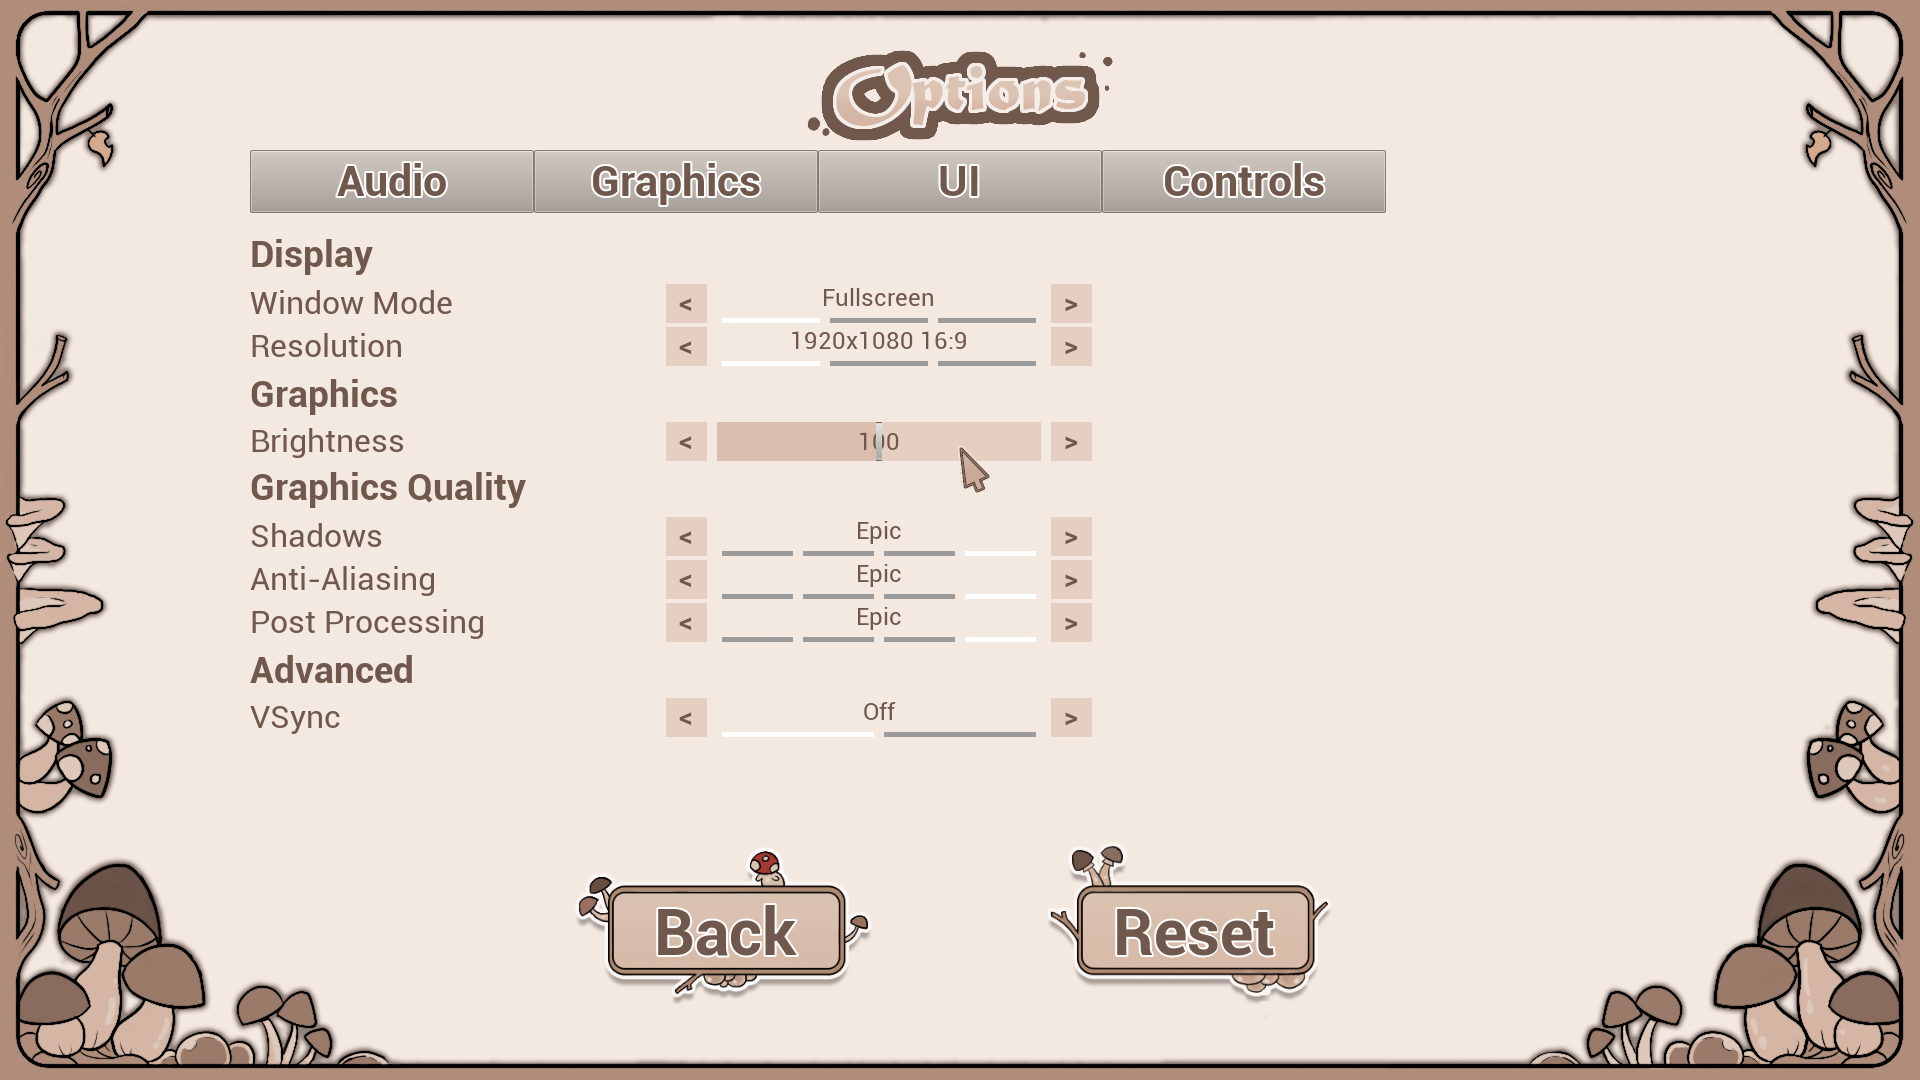 Options
Audio Graphics UI Controls
Display
Window Mode < Fullscreen >
Resolution < 1920x1080 16:9 >
Graphics
Brightness < 100 >
Graphics Quality
Shadows < Epic >
Anti-Aliasing < Epic >
Post Processing < Epic >
Advanced
VSync < Off >
Back Reset